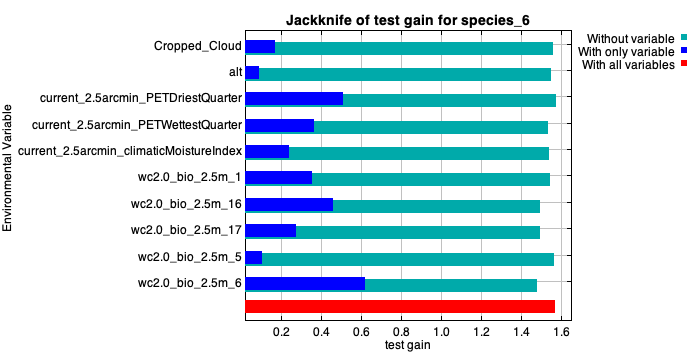 Jackknife of test gain for species_6
Without variable
With only variable
With all variables
Environmental Variable
Cropped_Cloud
alt
current_2.5arcmin_PETDriestQuarter
current_2.5arcmin_PETWettestQuarter
current_2.5arcmin_climaticMoistureIndex
wc2.0_bio_2.5m_1
wc2.0_bio_2.5m_16
wc2.0_bio_2.5m_17
wc2.0_bio_2.5m_5
wc2.0_bio_2.5m_6
0.2 0.4 0.6 0.8 1.0 1.2 1.4 1.6
test gain